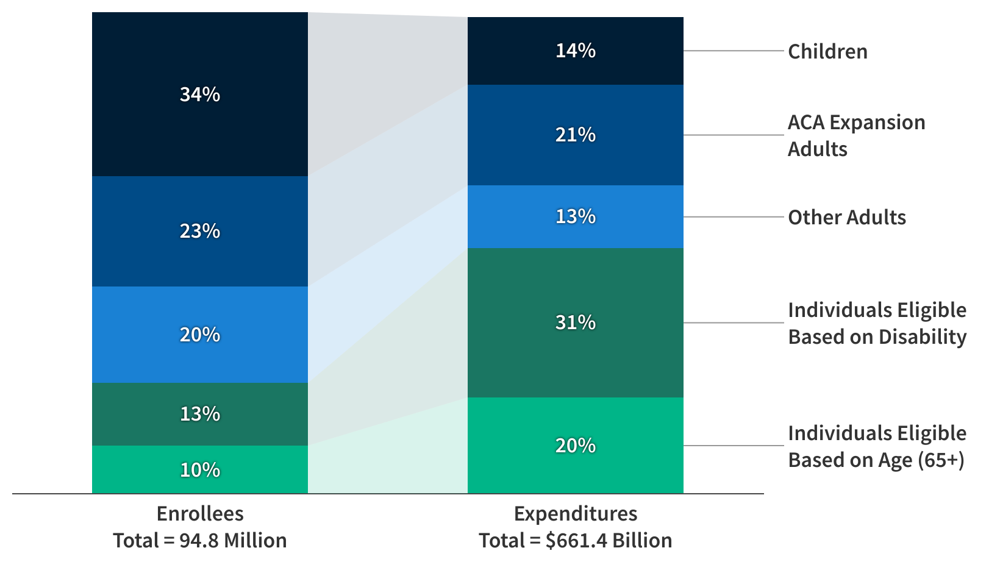 34%
14%
Children
23%
21%
ACA Expansion
Adults
20%
13%
Other Adults
13%
31%
Individuals Eligible
Based on Disability
10%
20%
Individuals Eligible
Based on Age (65+)
Enrollees
Total = 94.8 Million
Expenditures
Total = $661.4 Billion